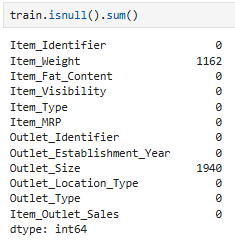 train.isnull().sum()
Item_Identifier 0
Item_Weight 1162
Item_Fat_Content 0
Item_Visibility 0
Item_Type 0
Item_MRP 0
Outlet_Identifier 0
Outlet_Establishment_Year 0
Outlet_Size 1940
Outlet_Location_Type 0
Outlet_Type 0
Item_Outlet_Sales 0
dtype: int64